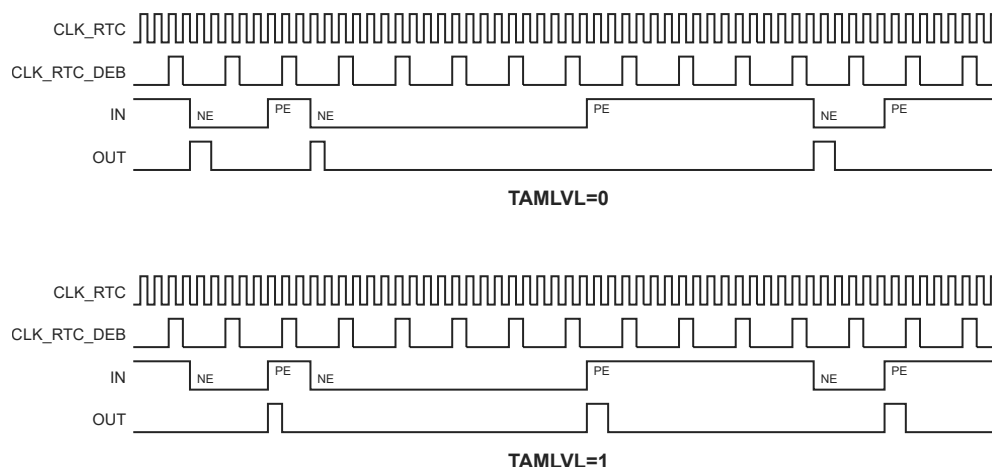 CLK_RTC
CLK_RTC_DEB
IN NE PE NE PE NE PE
OUT
TAMLVL=0
CLK_RTC
CLK_RTC_DEB
IN NE PE NE PE NE PE
OUT
TAMLVL=1